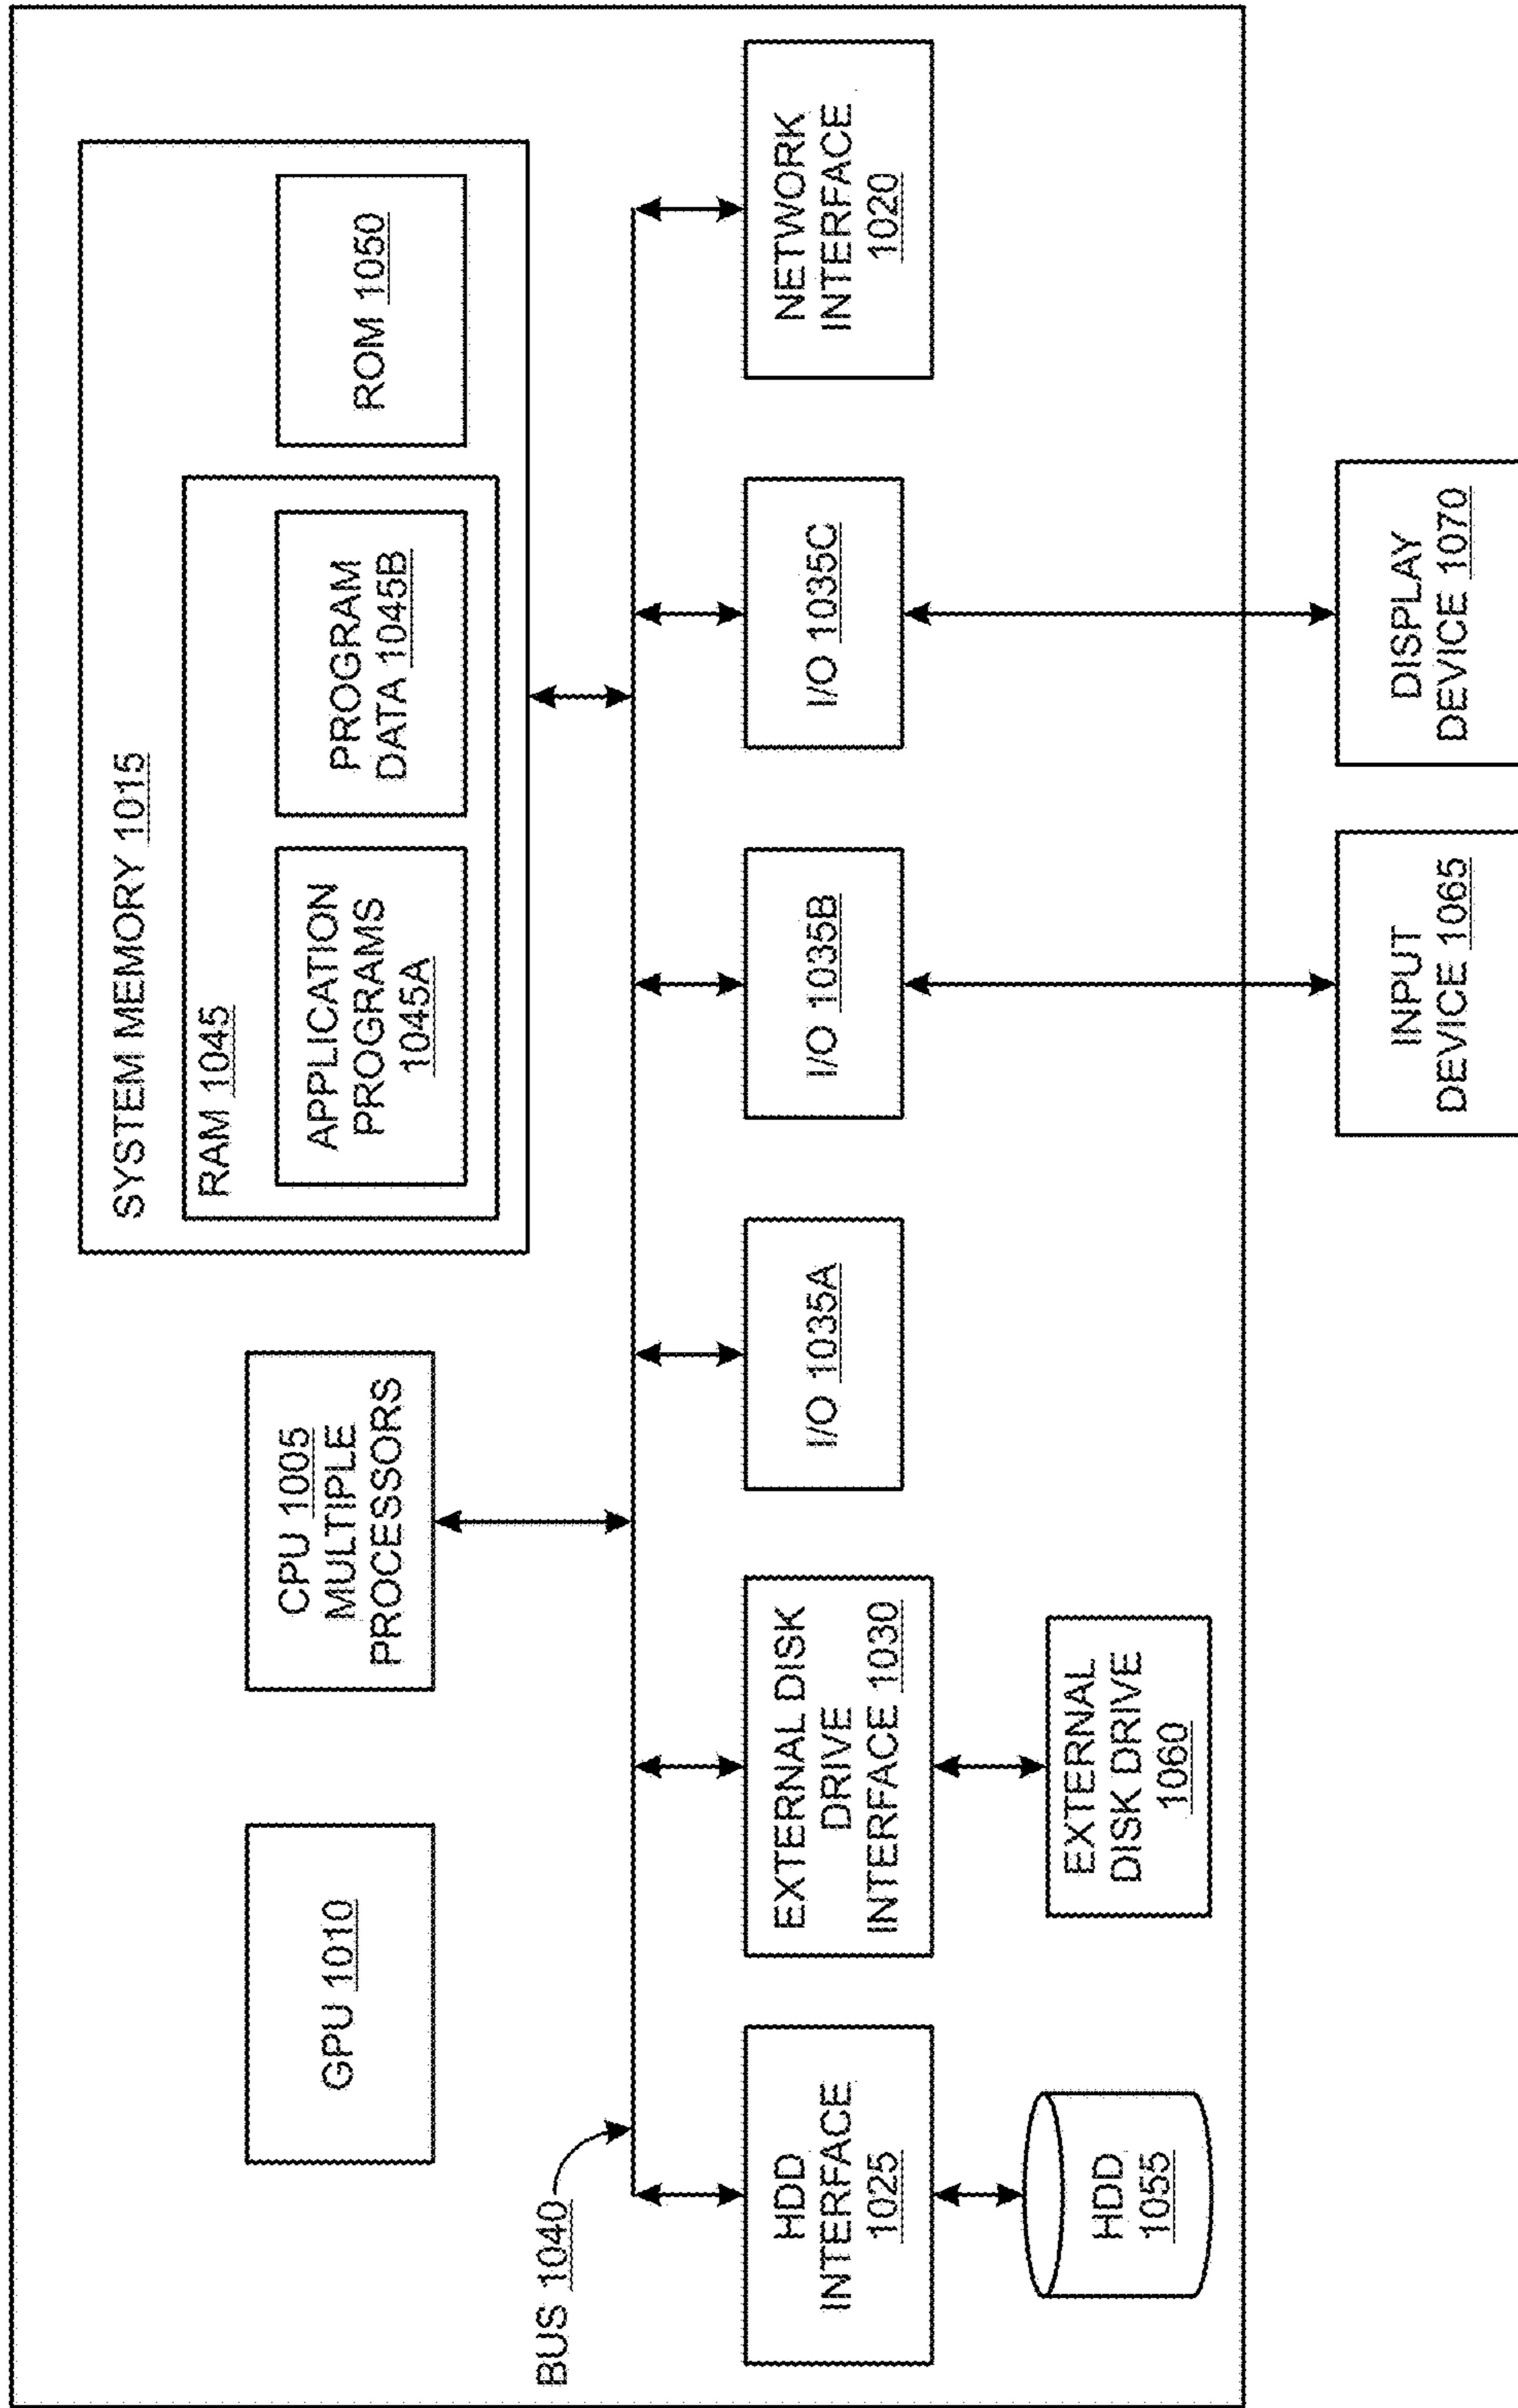 SYSTEM MEMORY 1015
RAM 1045
APPLICATION
PROGRAMS
1045A
PROGRAM
DATA 1045B
ROM 1050
CPU 1005
MULTIPLE
PROCESSORS
GPU 1010
BUS 1040
HDD
INTERFACE
1025
EXTERNAL DISK
DRIVE
INTERFACE 1030
I/O 1035A
I/O 1035B
I/O 1035C
NETWORK
INTERFACE
1020
HDD
1055
EXTERNAL
DISK DRIVE
1060
INPUT
DEVICE 1065
DISPLAY
DEVICE 1070